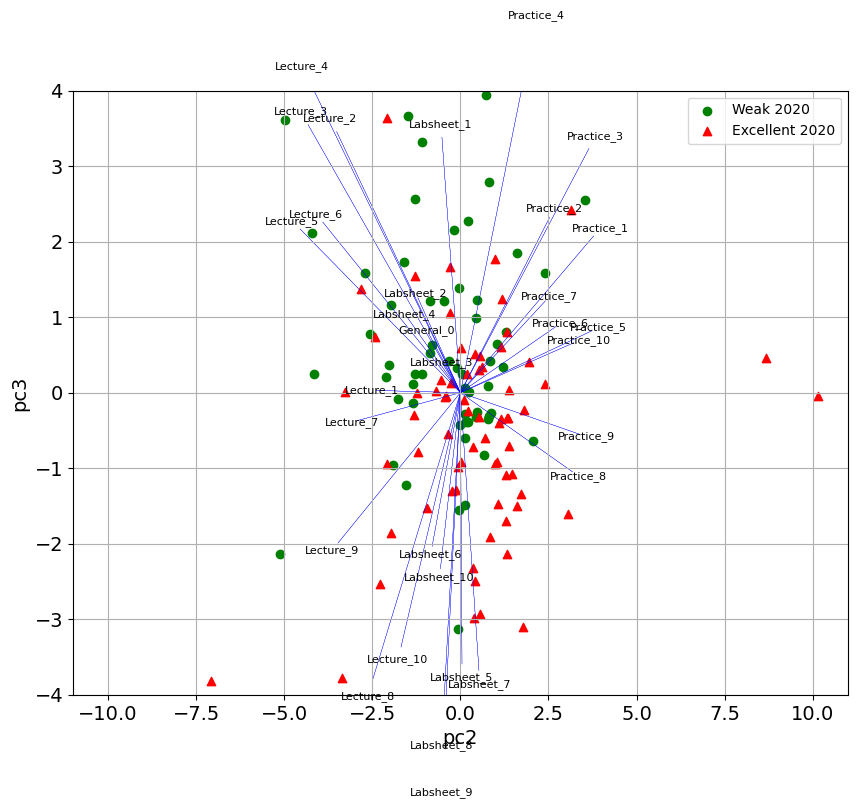 Practice_4
Lecture_4
4
Weak 2020
Excellent 2020
Lecture_3
Lecture_2
Labsheet_1
Practice_3
3
Practice_2
Lecture_6
Lecture_5
Practice_1
2
Labsheet_2
Practice_7
1
Labsheet_4
General_0
Practice_6
Practice_5
Practice_10
Labsheet_3
pc3
0
Lecture_1
Lecture_7
Practice_9
−1
Practice_8
−2
Lecture_9
Labsheet_6
Labsheet_10
−3
Lecture_10
Labsheet_5
Labsheet_7
−4
Lecture_8
−10.0 −7.5 −5.0 −2.5 0.0 2.5 5.0 7.5 10.0
pc2
Labsheet_8
Labsheet_9